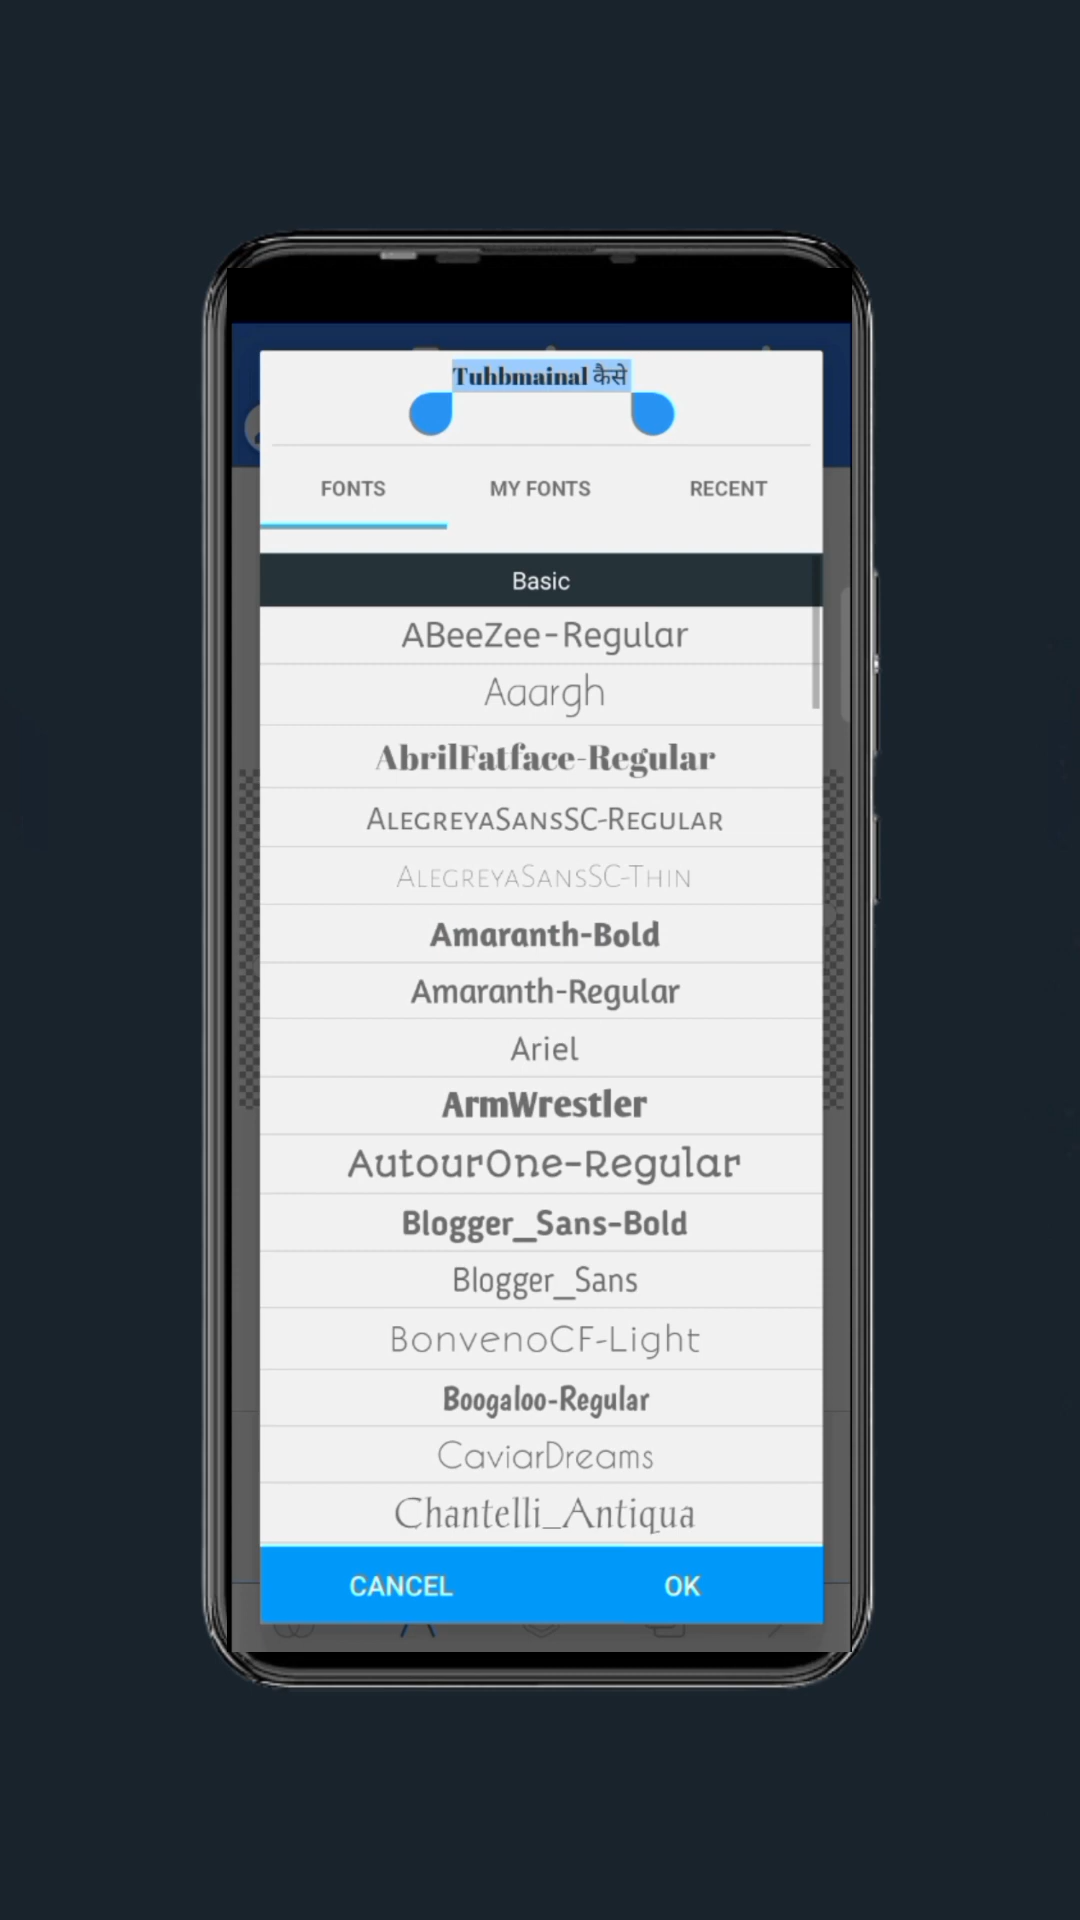 Tuhbmainal कैसे
FONTS MY FONTS RECENT
Basic
ABeeZee-Regular
Aaargh
AbrilFatface-Regular
AlegreyaSansSC-Regular
AlegreyaSansSC-Thin
Amaranth-Bold
Amaranth-Regular
Ariel
ArmWrestler
AutourOne-Regular
Blogger_Sans-Bold
Blogger_Sans
BonvenoCF-Light
Boogaloo-Regular
CaviarDreams
Chantelli_Antiqua
CANCEL OK